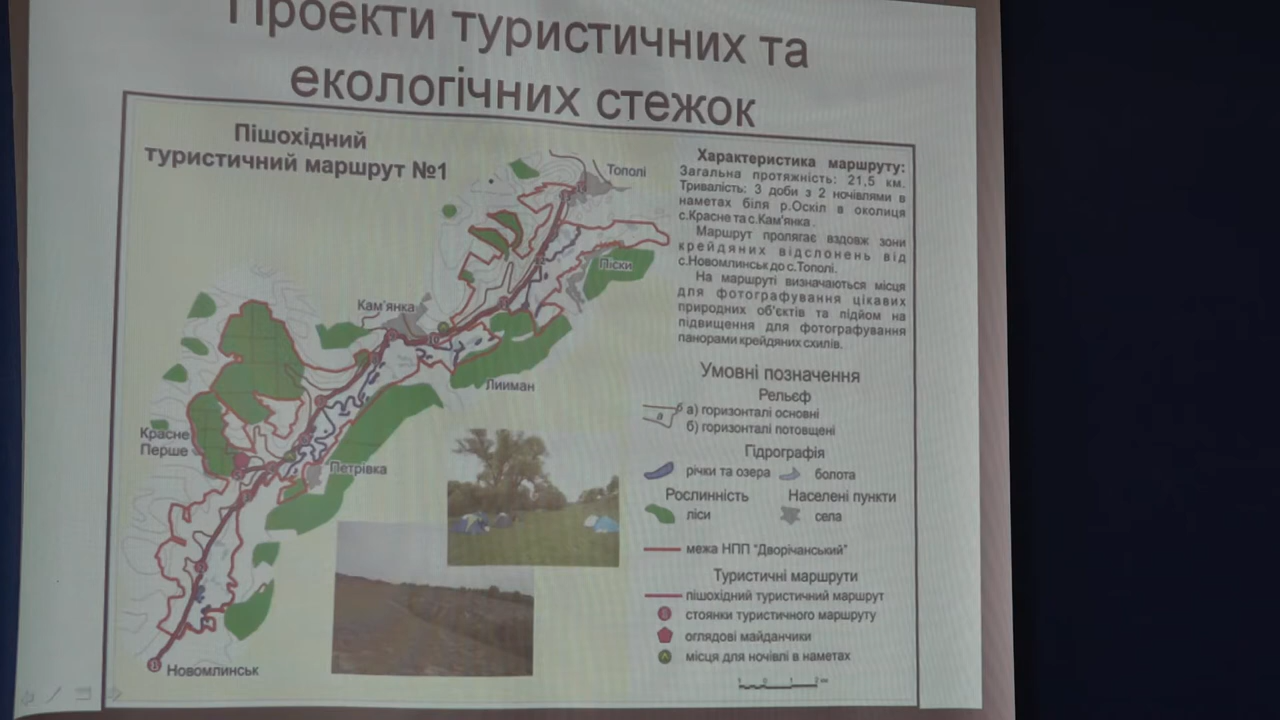 Проекти туристичних та
екологічних стежок
Пішохідний
туристичний маршрут №1
Тополі
Піски
Кам'янка
Лииман
Красне
Перше
Петрівка
Новомлинськ
Характеристика маршруту:
Загальна протяжність: 21,5 км.
Тривалість: 3 доби з 2 ночівлями в
наметах біля р.Оскіл в околиця
с.Красне та с.Кам'янка.
Маршрут пролягає вздовж зони
крейдяних відслонень від
с.Новомлинськ до с.Тополі.
На маршруті визначаються місця
для фотографування цікавих
природних об'єктів та підйом на
підвищення для фотографування
панорами крейдяних схилів.
Умовні позначення
Рельєф
а) горизонталі основні
б) горизонталі потовщені
Гідрографія
річки та озера
болота
Рослинність
Населені пункти
ліси
села
межа НПП "Дворічанський"
Туристичні маршрути
пішохідний туристичний маршрут
стоянки туристичного маршруту
оглядові майданчики
місця для ночівлі в наметах